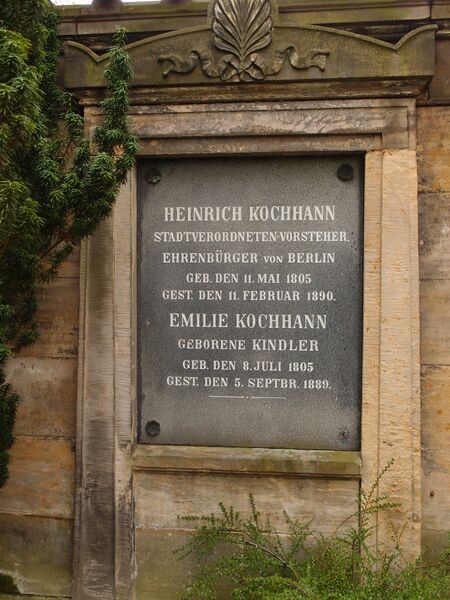 HEINRICH KOCHHANN
STADTVERORDNETEN-VORSTEHER,
EHRENBÜRGER VON BERLIN
GEB. DEN 11. MAI 1805
GEST. DEN 11. FEBRUAR 1890.
EMILIE KOCHHANN
GEBORENE KINDLER
GEB. DEN 8. JULI 1805
GEST. DEN 5. SEPTBR. 1889.